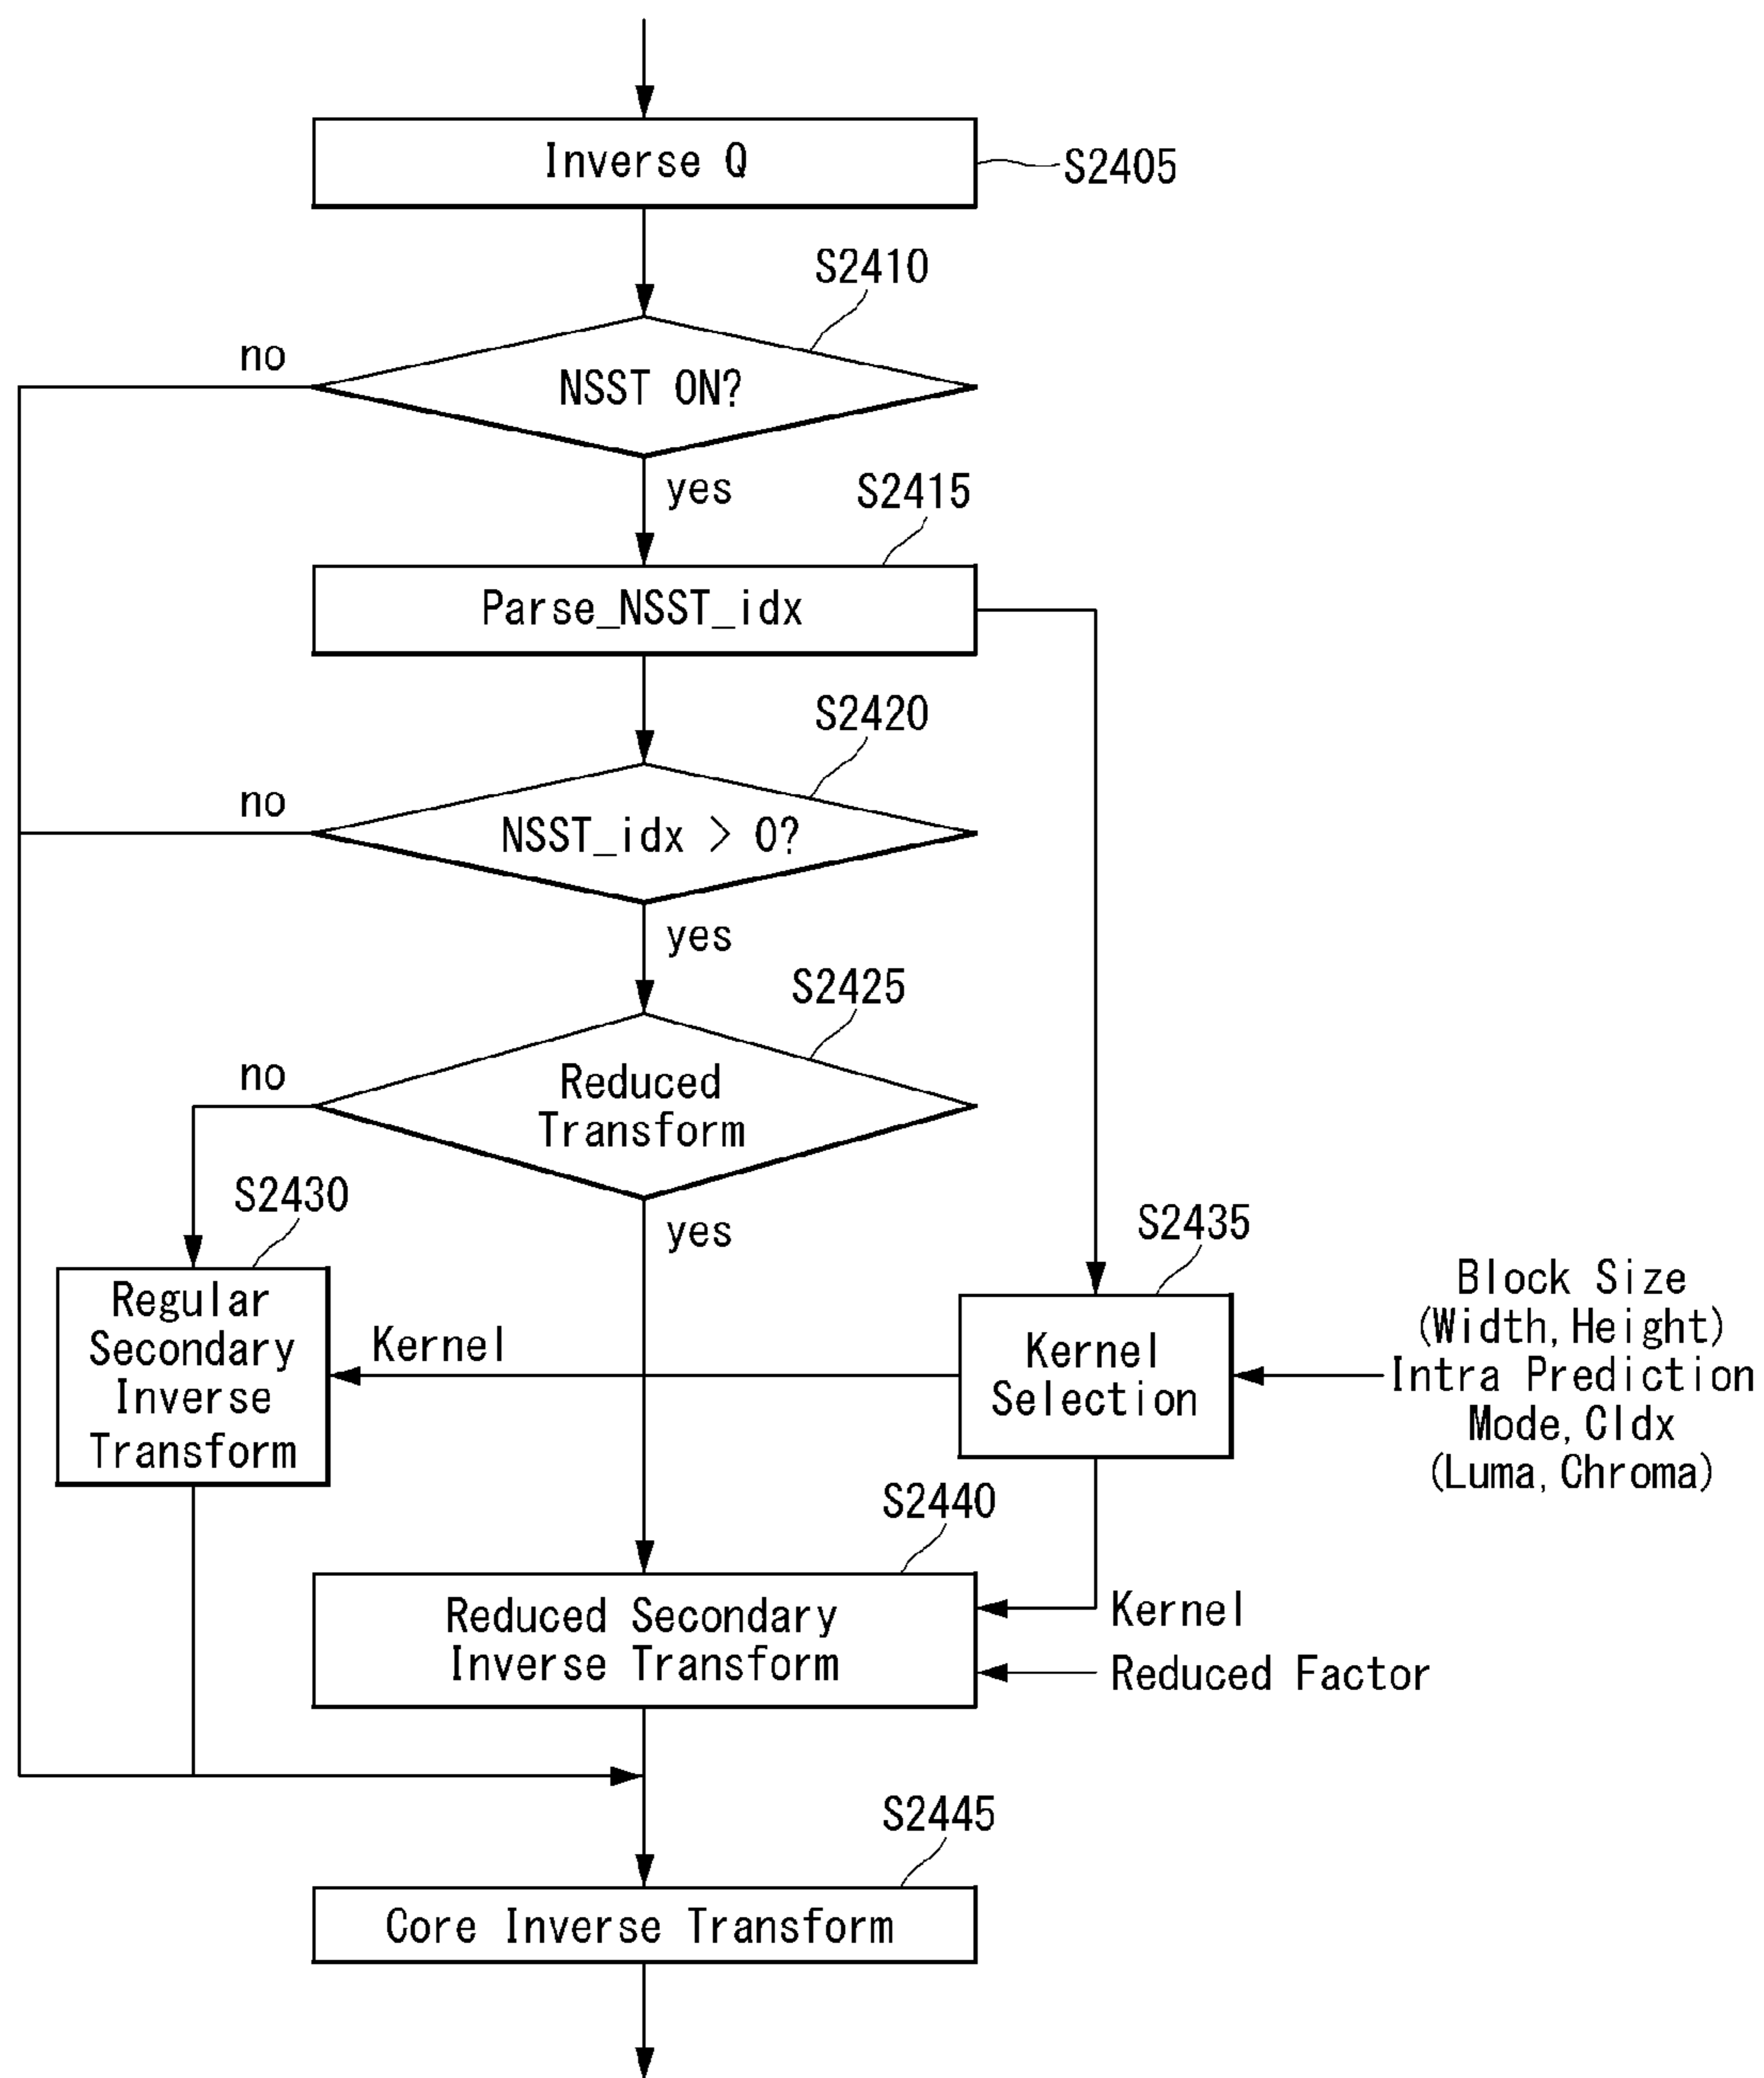 Inverse Q
S2405
S2410
no
NSST ON?
yes
S2415
Parse_NSST_idx
S2420
no
NSST_idx > 0?
yes
S2425
no
Reduced
Transform
S2430
yes
S2435
Regular
Secondary
Inverse
Transform
Kernel
Kernel
Selection
Block Size
(Width, Height)
Intra Prediction
Mode, CIdx
(Luma, Chroma)
S2440
Reduced Secondary
Inverse Transform
Kernel
Reduced Factor
S2445
Core Inverse Transform